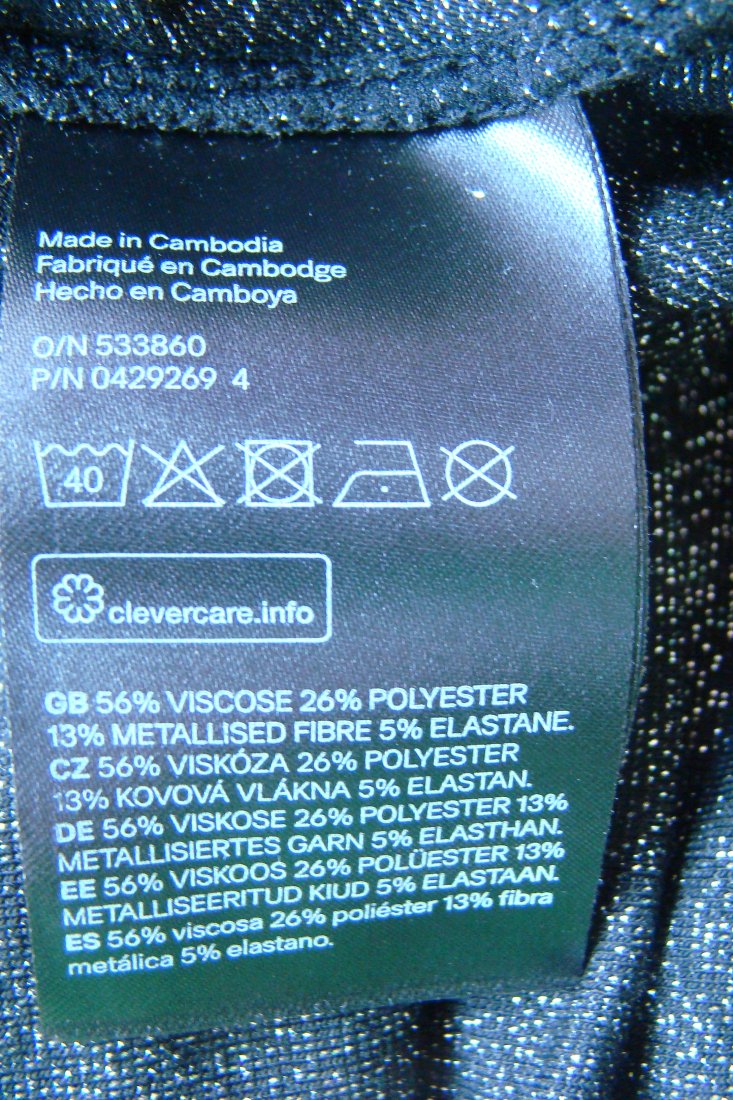 Made in Cambodia
Fabriqué en Cambodge
Hecho en Camboya
O/N 533860
P/N 0429269 4
40
clevercare.info
GB 56% VISCOSE 26% POLYESTER
13% METALLISED FIBRE 5% ELASTANE.
CZ 56% VISKÓZA 26% POLYESTER
13% KOVOVÁ VLÁKNA 5% ELASTAN.
DE 56% VISKOSE 26% POLYESTER 13%
METALLISIERTES GARN 5% ELASTHAN.
EE 56% VISKOOS 26% POLÜESTER 13%
METALLISEERITUD KIUD 5% ELASTAAN.
ES 56% viscosa 26% poliéster 13% fibra
metálica 5% elastano.